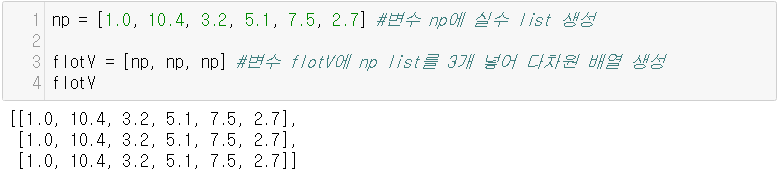 1 np = [1.0, 10.4, 3.2, 5.1, 7.5, 2.7] #변수 np에 실수 list 생성
2
3 flotV = [np, np, np] #변수 flotV에 np list를 3개 넣어 다차원 배열 생성
4 flotV
[[1.0, 10.4, 3.2, 5.1, 7.5, 2.7],
[1.0, 10.4, 3.2, 5.1, 7.5, 2.7],
[1.0, 10.4, 3.2, 5.1, 7.5, 2.7]]